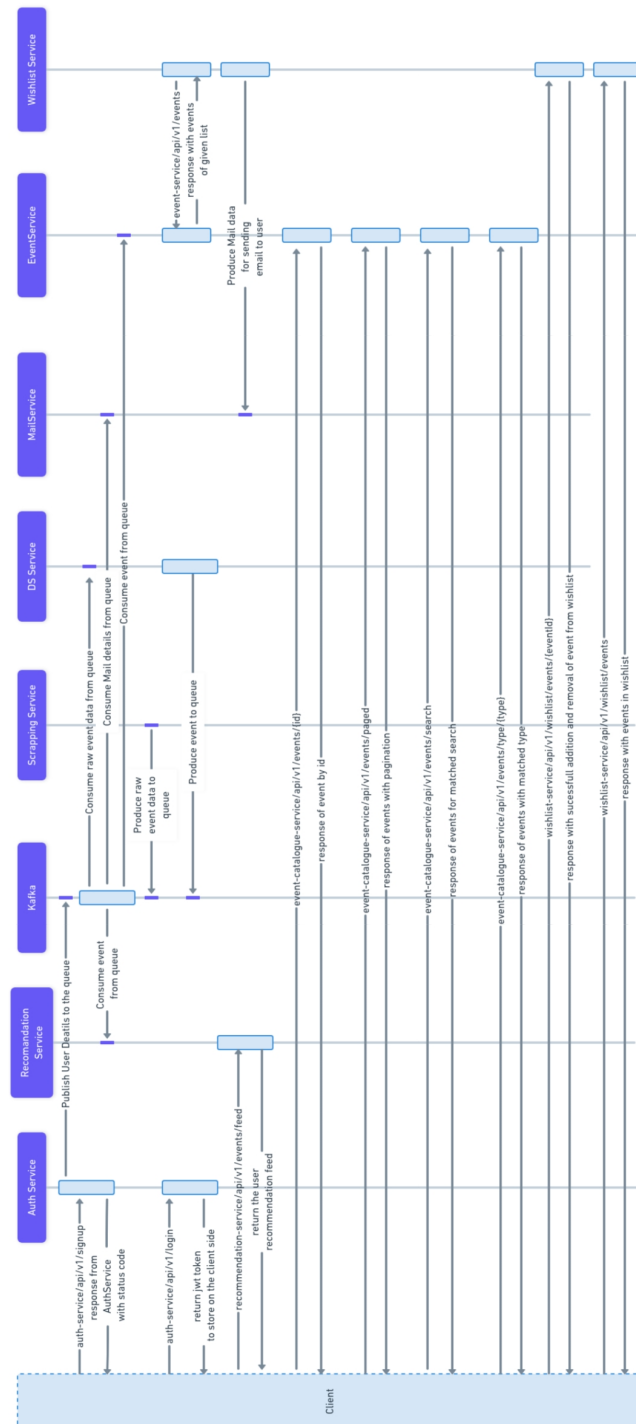 Client
Auth Service
Recomandation
Service
Kafka
Scrapping Service
DS Service
MailService
EventService
Wishlist Service
auth-service/api/v1/signup
response from
AuthService
with status code
Publish User Deatils to the queue
Consume event
from queue
Consume raw event data from queue
Consume Mail details from queue
Consume event from queue
Produce raw
event data to
queue
auth-service/api/v1/login
return jwt token
to store on the client side
Produce event to queue
event-service/api/v1/events
response with events
of given list
recommendation-service/api/v1/events/feed
return the user
recommendation feed
Produce Mail data
for sending
email to user
event-catalogue-service/api/v1/events/{id}
response of event by id
event-catalogue-service/api/v1/events/paged
response of events with pagination
event-catalogue-service/api/v1/events/search
response of events for matched search
event-catalogue-service/api/v1/events/type/{type}
response of events with matched type
wishlist-service/api/v1/wishlist/events/{eventId}
response with sucessfull addition and removal of event from wishlist
wishlist-service/api/v1/wishlist/events
response with events in wishlist